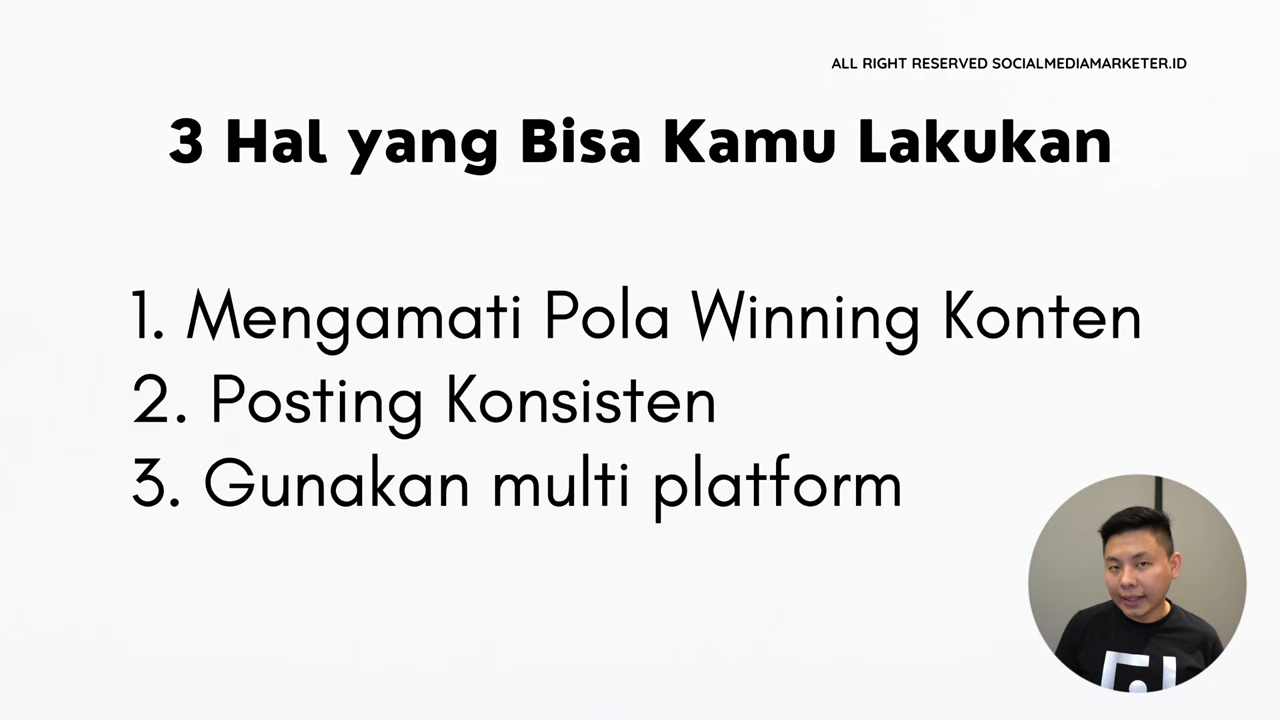 ALL RIGHT RESERVED SOCIALMEDIAMARKETER.ID
3 Hal yang Bisa Kamu Lakukan
1. Mengamati Pola Winning Konten
2. Posting Konsisten
3. Gunakan multi platform